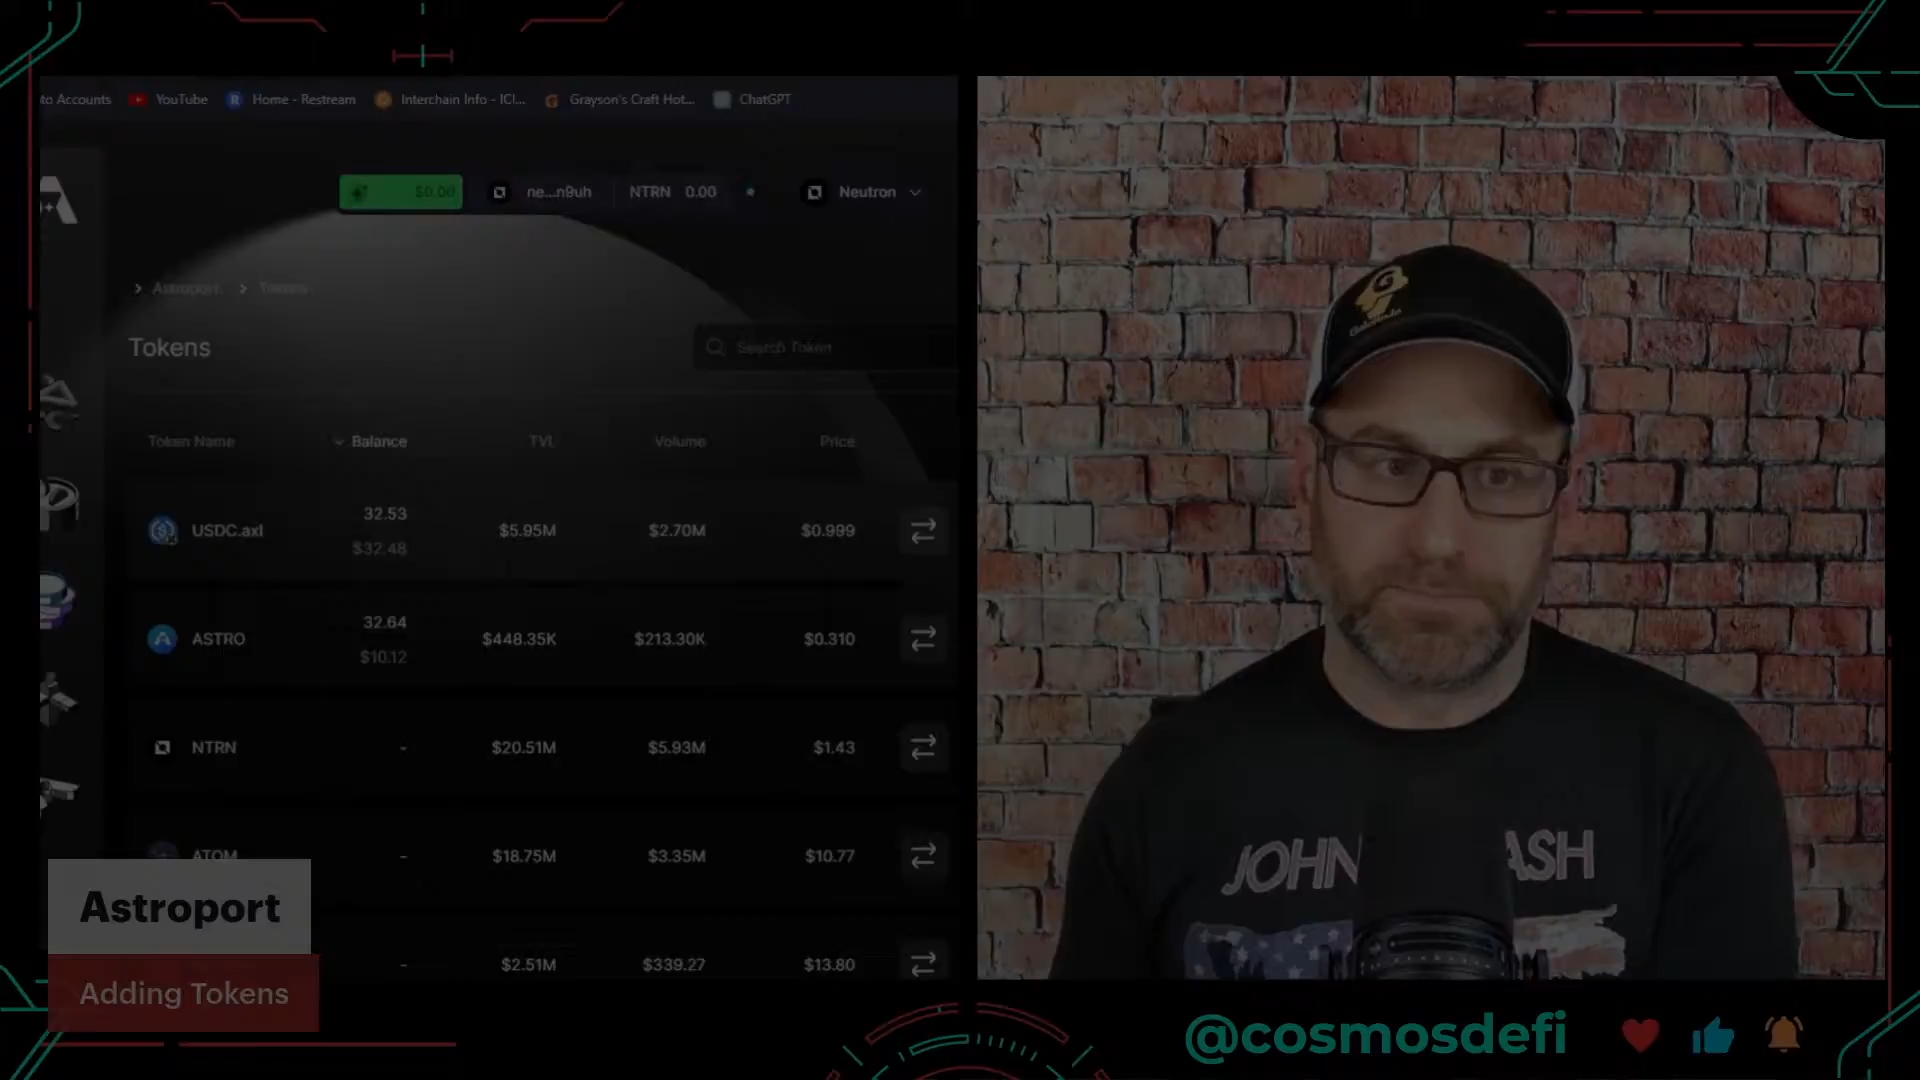 to Accounts YouTube Home - Restream Interchain Info - ICI... Grayson's Craft Hot... ChatGPT
$0.00 ne...n9uh NTRN 0.00 Neutron
Astroport Tokens
Tokens Search Token
Token Name Balance TVL Volume Price
USDC.axl 32.53 $32.48 $5.95M $2.70M $0.999
ASTRO 32.64 $10.12 $448.35K $213.30K $0.310
NTRN - $20.51M $5.93M $1.43
ATOM - $18.75M $3.35M $10.77
- $2.51M $339.27 $13.80
Astroport
Adding Tokens
JOHN ASH
@cosmosdefi